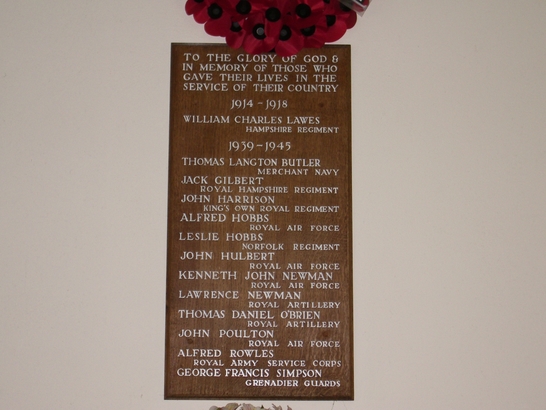 TO THE GLORY OF GOD &
IN MEMORY OF THOSE WHO
GAVE THEIR LIVES IN THE
SERVICE OF THEIR COUNTRY
1914 - 1918
WILLIAM CHARLES LAWES
HAMPSHIRE REGIMENT
1939 - 1945
THOMAS LANGTON BUTLER
MERCHANT NAVY
JACK GILBERT
ROYAL HAMPSHIRE REGIMENT
JOHN HARRISON
KING'S OWN ROYAL REGIMENT
ALFRED HOBBS
ROYAL AIR FORCE
LESLIE HOBBS
NORFOLK REGIMENT
JOHN HULBERT
ROYAL AIR FORCE
KENNETH JOHN NEWMAN
ROYAL AIR FORCE
LAWRENCE NEWMAN
ROYAL ARTILLERY
THOMAS DANIEL O'BRIEN
ROYAL ARTILLERY
JOHN POULTON
ROYAL AIR FORCE
ALFRED ROWLES
ROYAL ARMY SERVICE CORPS
GEORGE FRANCIS SIMPSON
GRENADIER GUARDS